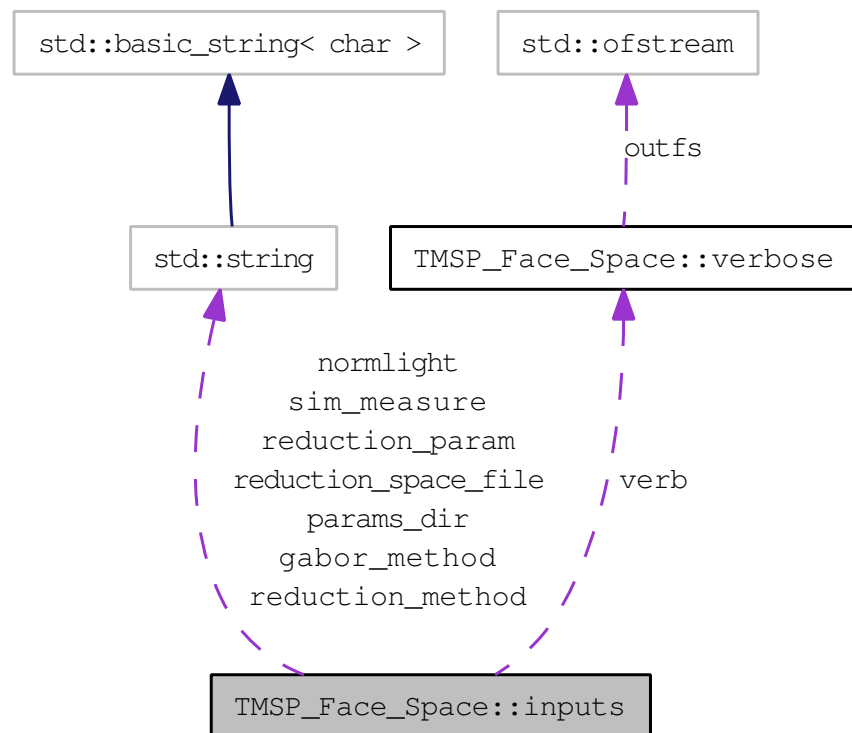 std::basic_string< char >
std::ofstream
outfs
std::string
TMSP_Face_Space::verbose
normlight
sim_measure
reduction_param
reduction_space_file
verb
params_dir
gabor_method
reduction_method
TMSP_Face_Space::inputs